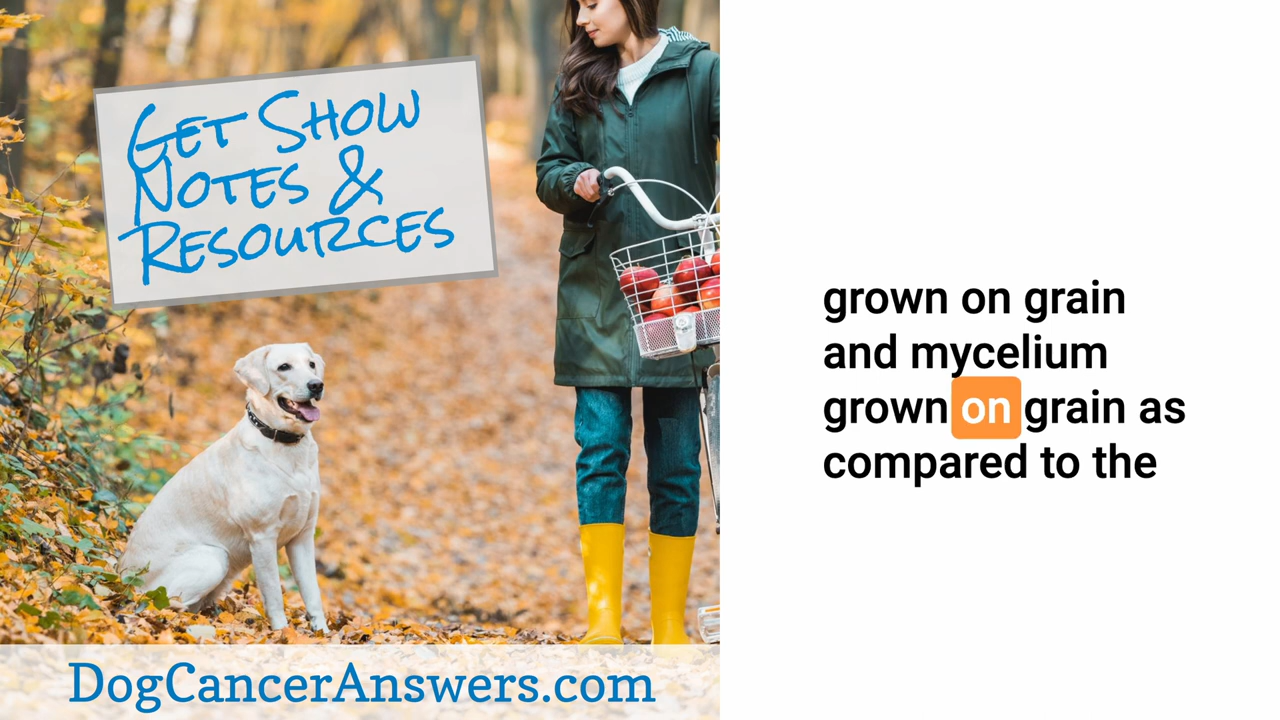 Get Show
Notes &
Resources
DogCancerAnswers.com
grown on grain
and mycelium
grown on grain as
compared to the